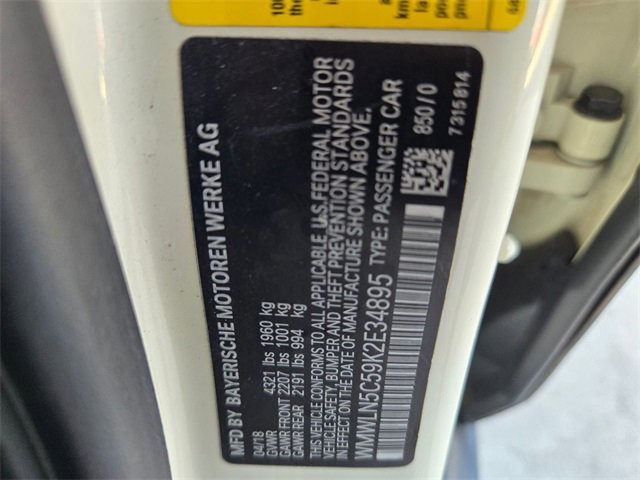 MFD BY BAYERISCHE MOTOREN WERKE AG
04/18
GVWR 4321 lbs 1960 kg
GAWR FRONT 2207 lbs 1001 kg
GAWR REAR 2191 lbs 994 kg
THIS VEHICLE CONFORMS TO ALL APPLICABLE U.S. FEDERAL MOTOR
VEHICLE SAFETY, BUMPER AND THEFT PREVENTION STANDARDS
IN EFFECT ON THE DATE OF MANUFACTURE SHOWN ABOVE.
WMWLN5C59K2E34895 TYPE: PASSENGER CAR
850 / 0
7 315 814